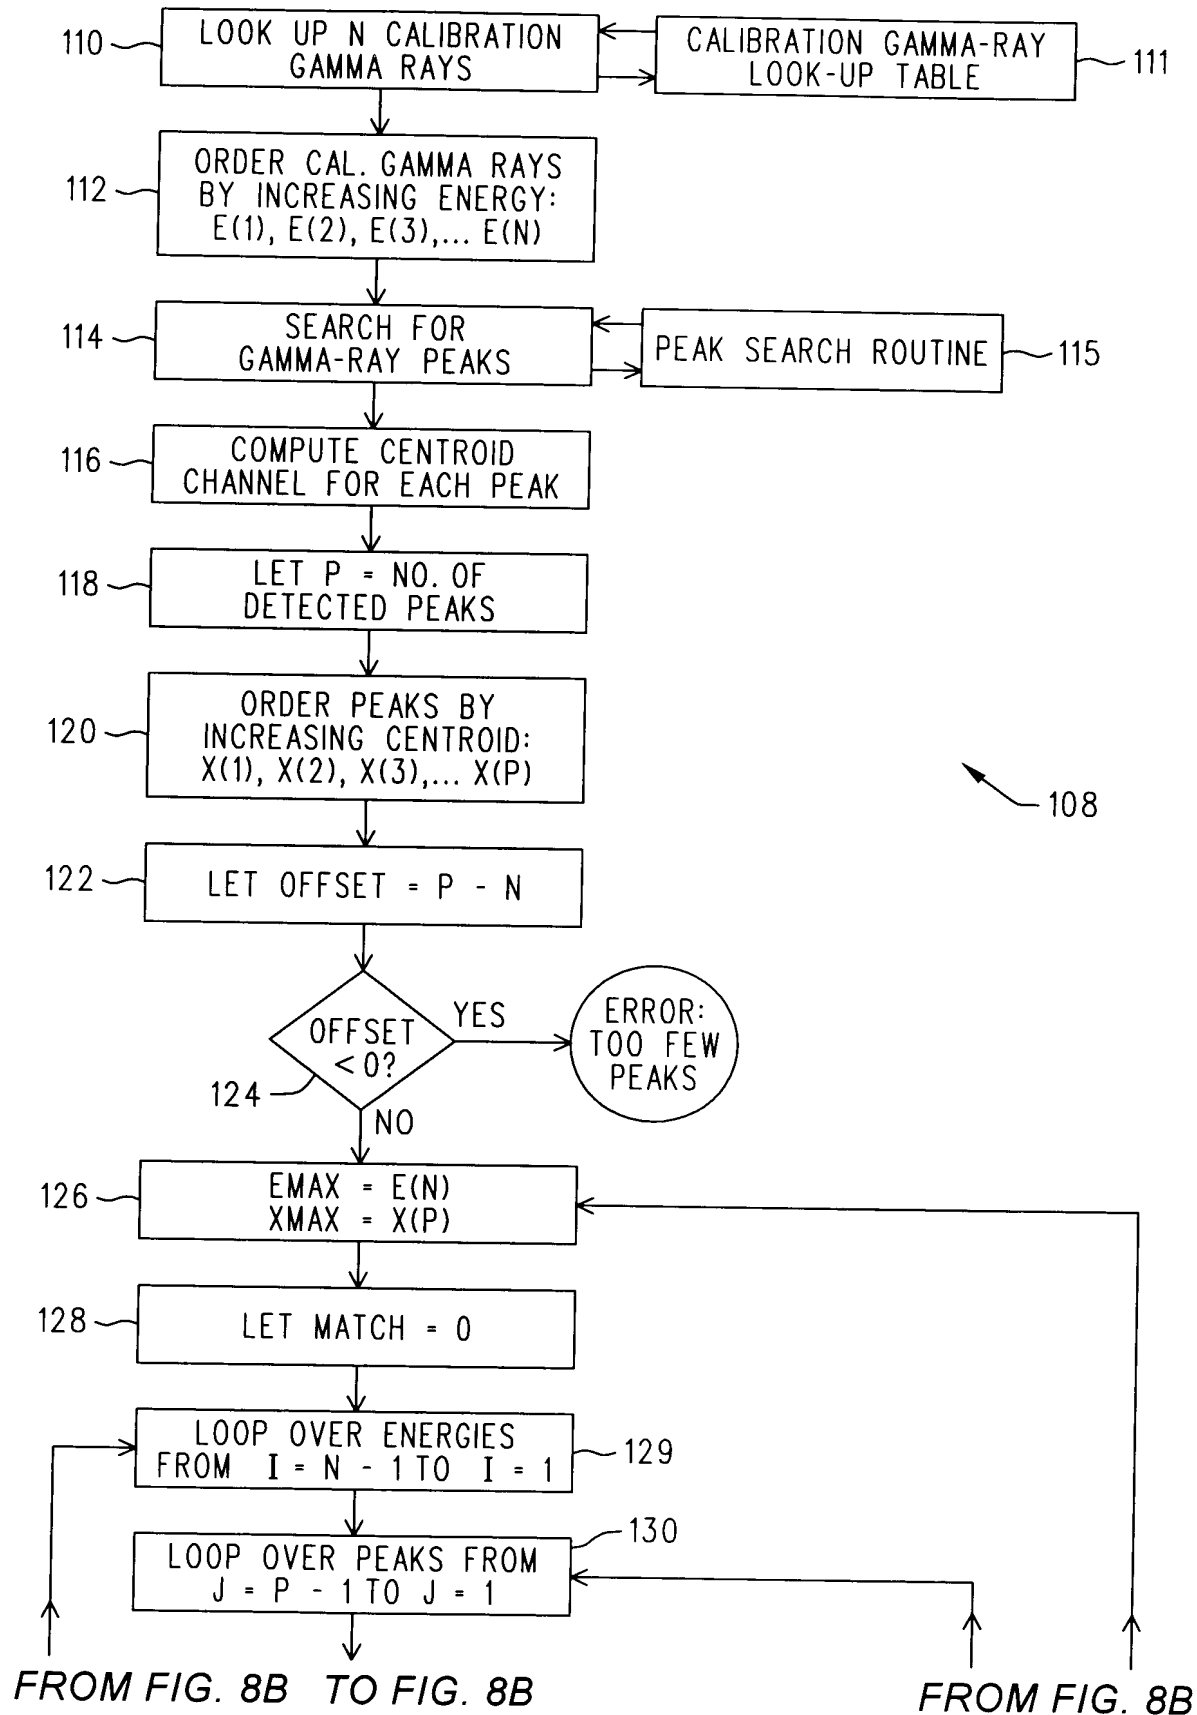 110
LOOK UP N CALIBRATION
GAMMA RAYS
CALIBRATION GAMMA-RAY
LOOK-UP TABLE
111
112
ORDER CAL. GAMMA RAYS
BY INCREASING ENERGY:
E(1), E(2), E(3),... E(N)
114
SEARCH FOR
GAMMA-RAY PEAKS
PEAK SEARCH ROUTINE
115
116
COMPUTE CENTROID
CHANNEL FOR EACH PEAK
118
LET P = NO. OF
DETECTED PEAKS
120
ORDER PEAKS BY
INCREASING CENTROID:
X(1), X(2), X(3),... X(P)
108
122
LET OFFSET = P - N
124
OFFSET
< 0?
YES
ERROR:
TOO FEW
PEAKS
NO
126
EMAX = E(N)
XMAX = X(P)
128
LET MATCH = 0
LOOP OVER ENERGIES
FROM I = N - 1 TO I = 1
129
130
LOOP OVER PEAKS FROM
J = P - 1 TO J = 1
FROM FIG. 8B
TO FIG. 8B
FROM FIG. 8B